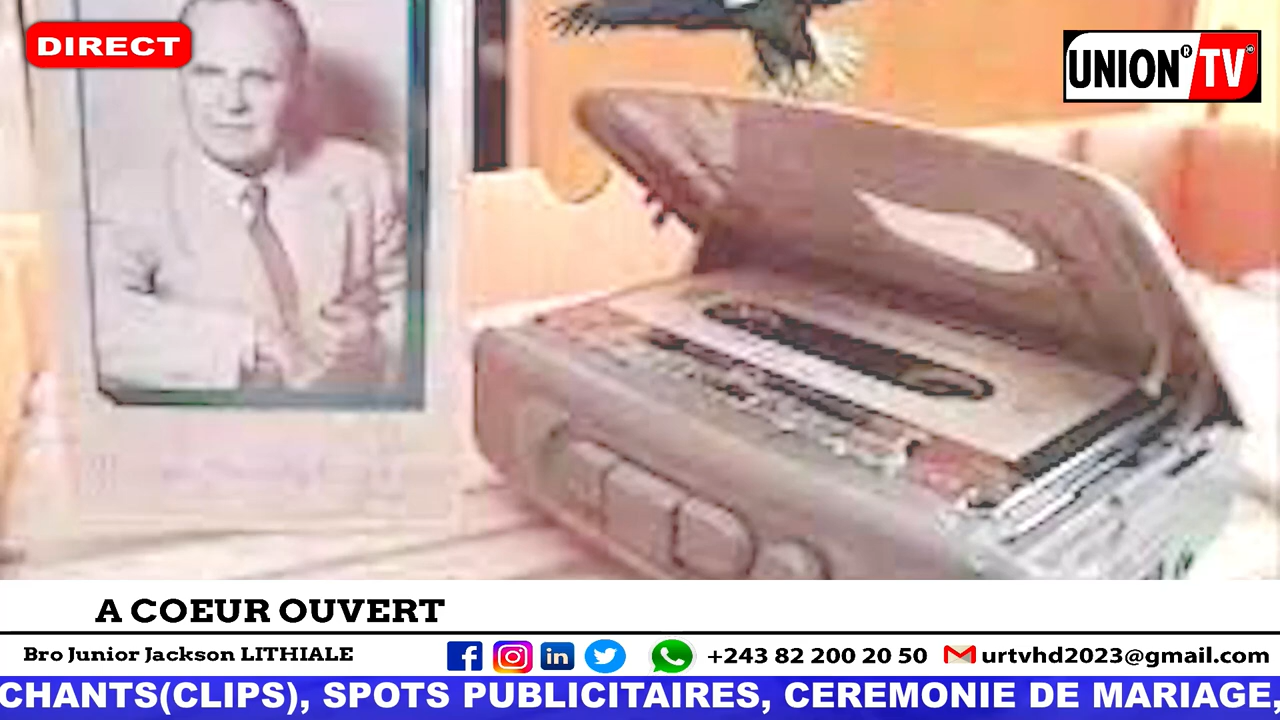 DIRECT
UNION® TV HD
A COEUR OUVERT
Bro Junior Jackson LITHIALE
+243 82 200 20 50
urtvhd2023@gmail.com
CHANTS(CLIPS), SPOTS PUBLICITAIRES, CEREMONIE DE MARIAGE,